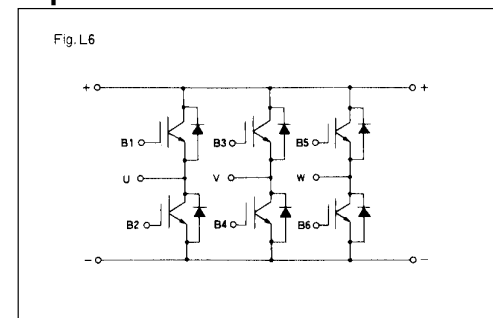 Fig. L6
+ +
B1 B3 B5
U V W
B2 B4 B6
− −